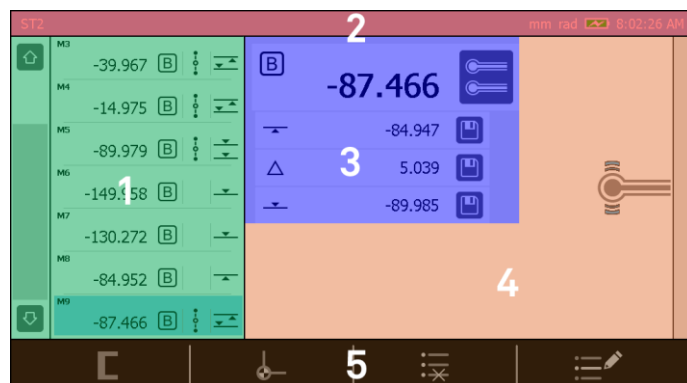 ST2
mm rad 8:02:26 AM
2
M3
-39.967 B
M4
-14.975 B
M5
-89.979 B
M6
-149.958 B
1
M7
-130.272 B
M8
-84.952 B
M9
-87.466 B
B
-87.466
-84.947
3
5.039
-89.985
4
5